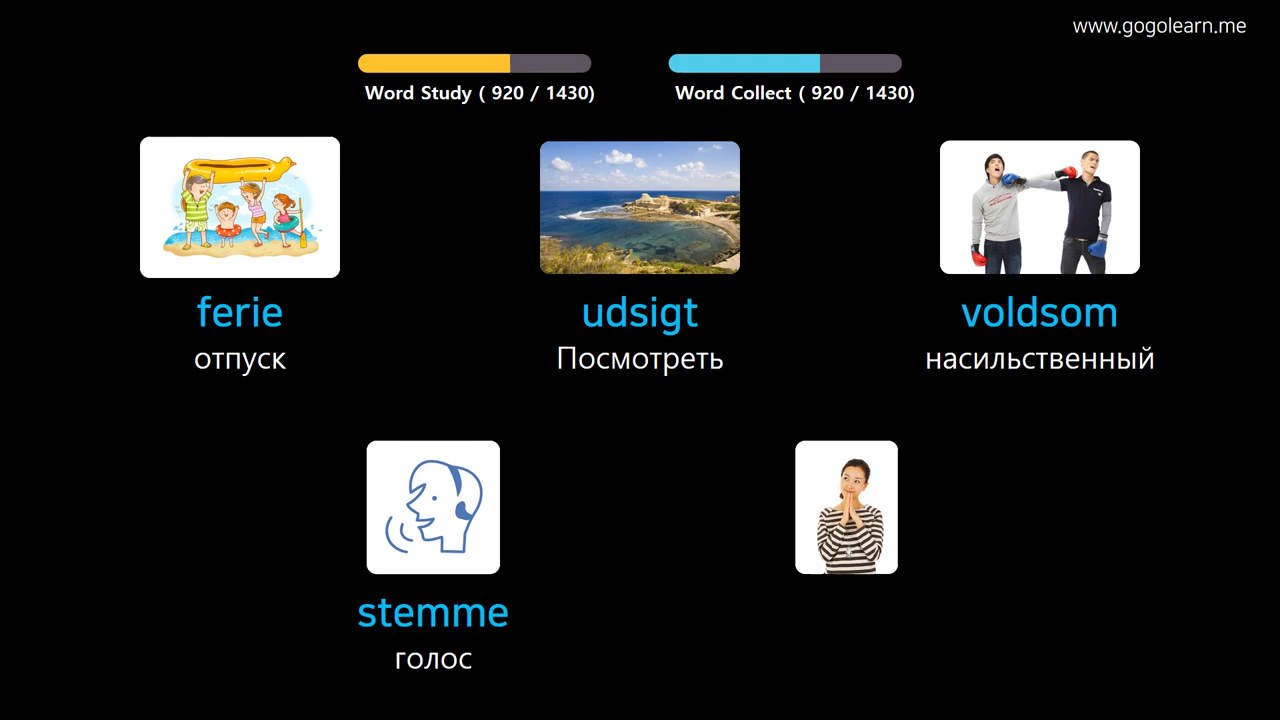 www.gogolearn.me
Word Study ( 920 / 1430)
Word Collect ( 920 / 1430)
ferie
отпуск
udsigt
Посмотреть
voldsom
насильственный
stemme
голос